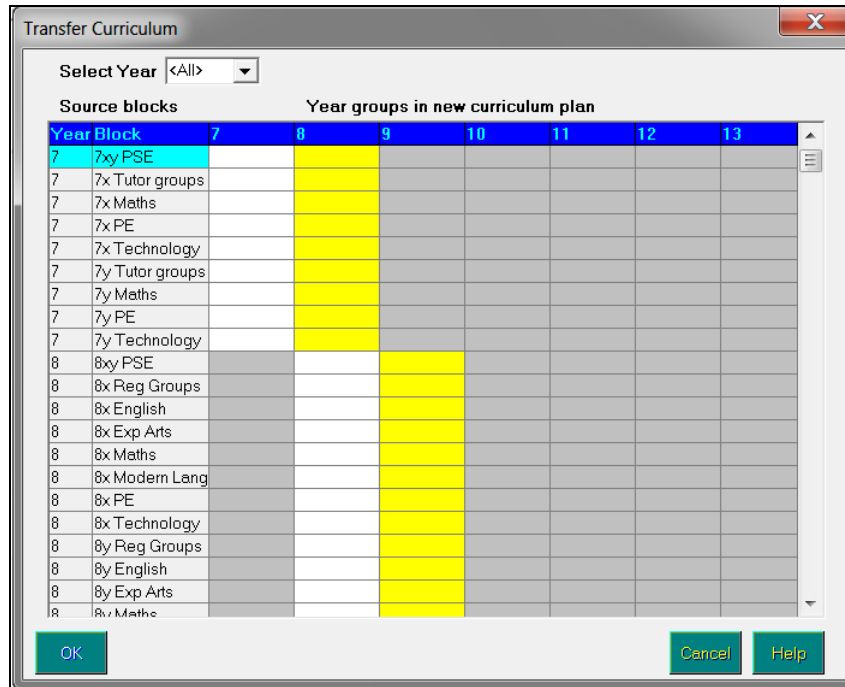 Transfer Curriculum
Select Year <All>
Source blocks Year groups in new curriculum plan
Year Block 7 8 9 10 11 12 13
7 7xy PSE
7 7x Tutor groups
7 7x Maths
7 7x PE
7 7x Technology
7 7y Tutor groups
7 7y Maths
7 7y PE
7 7y Technology
8 8xy PSE
8 8x Reg Groups
8 8x English
8 8x Exp Arts
8 8x Maths
8 8x Modern Lang
8 8x PE
8 8x Technology
8 8y Reg Groups
8 8y English
8 8y Exp Arts
8 8y Maths
OK Cancel Help